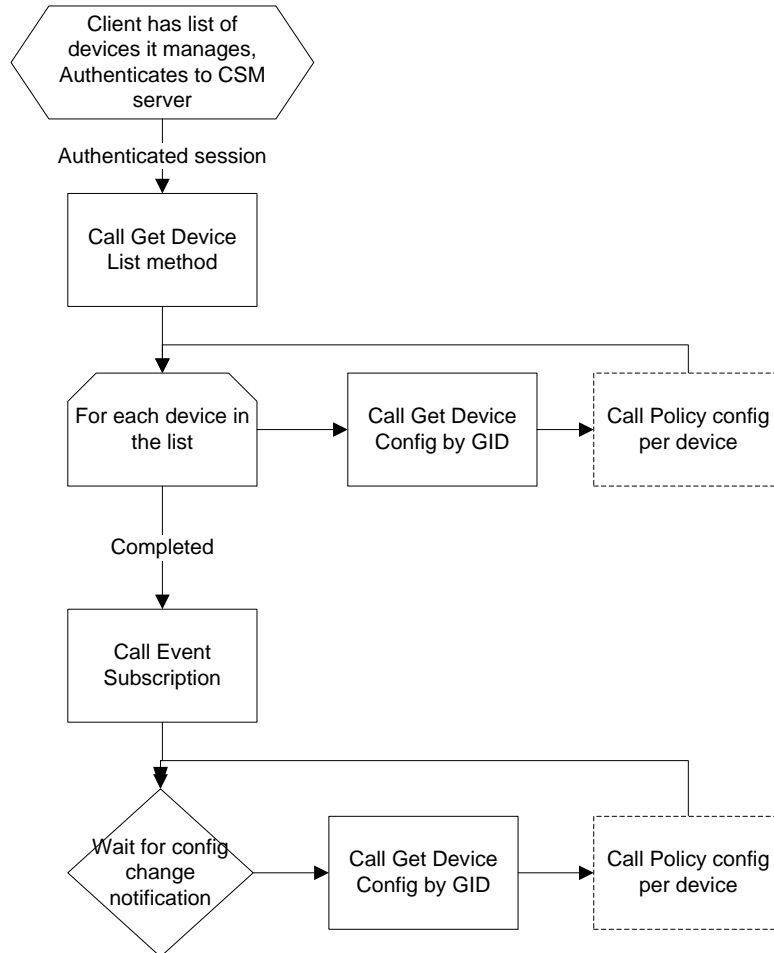 Client has list of
devices it manages,
Authenticates to CSM
server
Authenticated session
Call Get Device
List method
For each device in
the list
Call Get Device
Config by GID
Call Policy config
per device
Completed
Call Event
Subscription
Wait for config
change
notification
Call Get Device
Config by GID
Call Policy config
per device